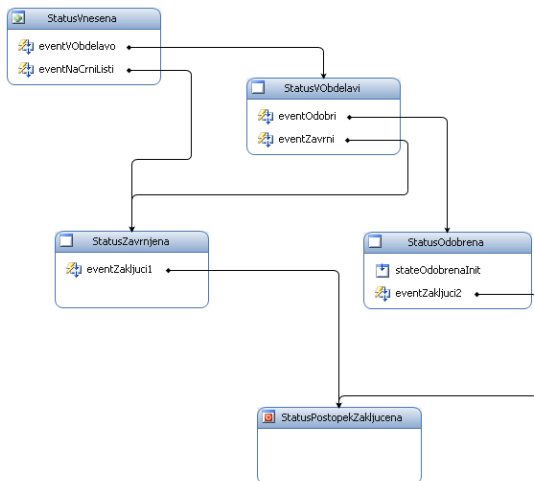 StatusVnesena
eventVObdelavo
eventNaCrniListi
StatusVObdelavi
eventOdobri
eventZavrni
StatusZavrnjena
eventZakljuci1
StatusOdobrena
stateOdobrenaInit
eventZakljuci2
StatusPostopekZakljucena